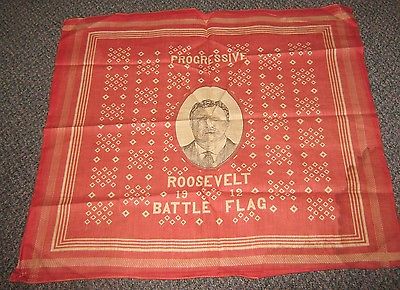 PROGRESSIVE
ROOSEVELT
19 12
BATTLE FLAG